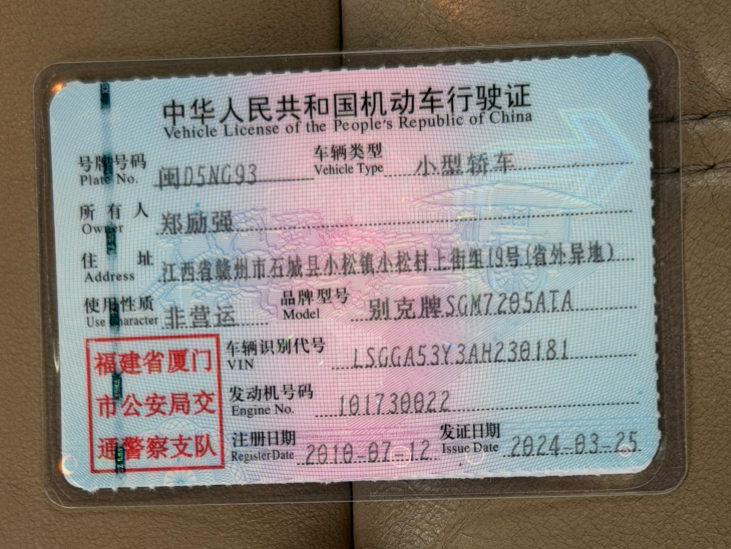 中华人民共和国机动车行驶证
Vehicle License of the People's Republic of China
号牌号码 Plate No. 闽D5NG93 车辆类型 Vehicle Type 小型轿车
所有人 Owner 郑励强
住址 Address 江西省赣州市石城县小松镇小松村上街组19号(省外异地)
使用性质 Use Character 非营运 品牌型号 Model 别克牌SGM7205ATA
福建省厦门
市公安局交
通警察支队
车辆识别代号 VIN LSGGA53Y3AH230181
发动机号码 Engine No. 101730022
注册日期 Register Date 2010-07-12 发证日期 Issue Date 2024-03-25